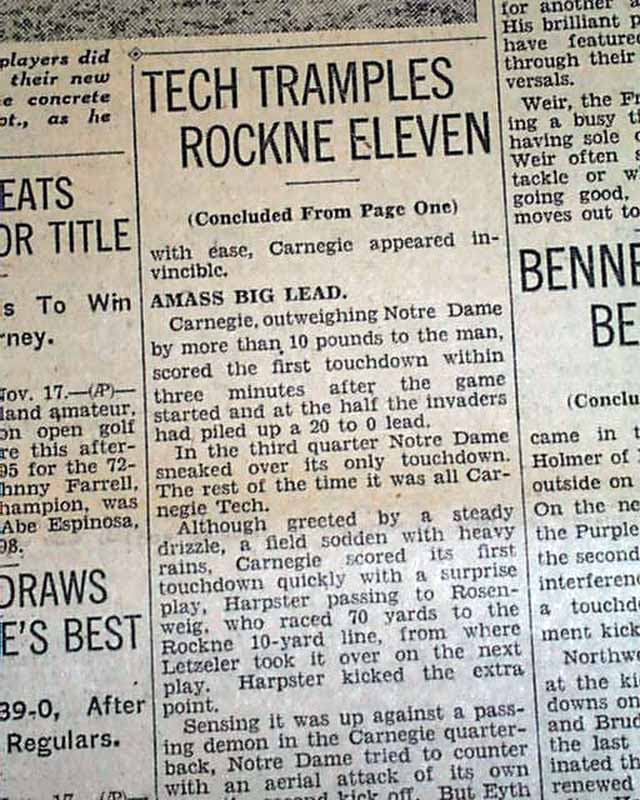 players did
their new
e concrete
ot., as he
EATS
OR TITLE
s To Win
rney.
Nov. 17.—(AP)—
land amateur,
on open golf
re this after-
95 for the 72-
hnny Farrell,
hampion, was
Abe Espinosa,
98.
DRAWS
E'S BEST
39-0, After
Regulars.
17. (AP)—
TECH TRAMPLES
ROCKNE ELEVEN
(Concluded From Page One)
with ease, Carnegie appeared in-
vincible.
AMASS BIG LEAD.
Carnegie, outweighing Notre Dame
by more than 10 pounds to the man,
scored the first touchdown within
three minutes after the game
started and at the half the invaders
had piled up a 20 to 0 lead.
In the third quarter Notre Dame
sneaked over its only touchdown.
The rest of the time it was all Car-
negie Tech.
Although greeted by a steady
drizzle, a field sodden with heavy
rains, Carnegie scored its first
touchdown quickly with a surprise
play, Harpster passing to Rosen-
weig, who raced 70 yards to the
Rockne 10-yard line, from where
Letzeler took it over on the next
play. Harpster kicked the extra
point.
Sensing it was up against a pass-
ing demon in the Carnegie quarter-
back, Notre Dame tried to counter
with an aerial attack of its own
kick off. But Eyth
for another
His brilliant p
have feature
through their
versals.
Weir, the Fr
ing a busy ti
having sole c
Weir often s
tackle or w
going good,
moves out to
BENNE
BE
(Conclu
came in t
Holmer of
outside on
On the ne
the Purple
the second
interferen
a touchd
ment kick
Northwe
at the ki
downs on
and Bruc
the last
inated th
renewed